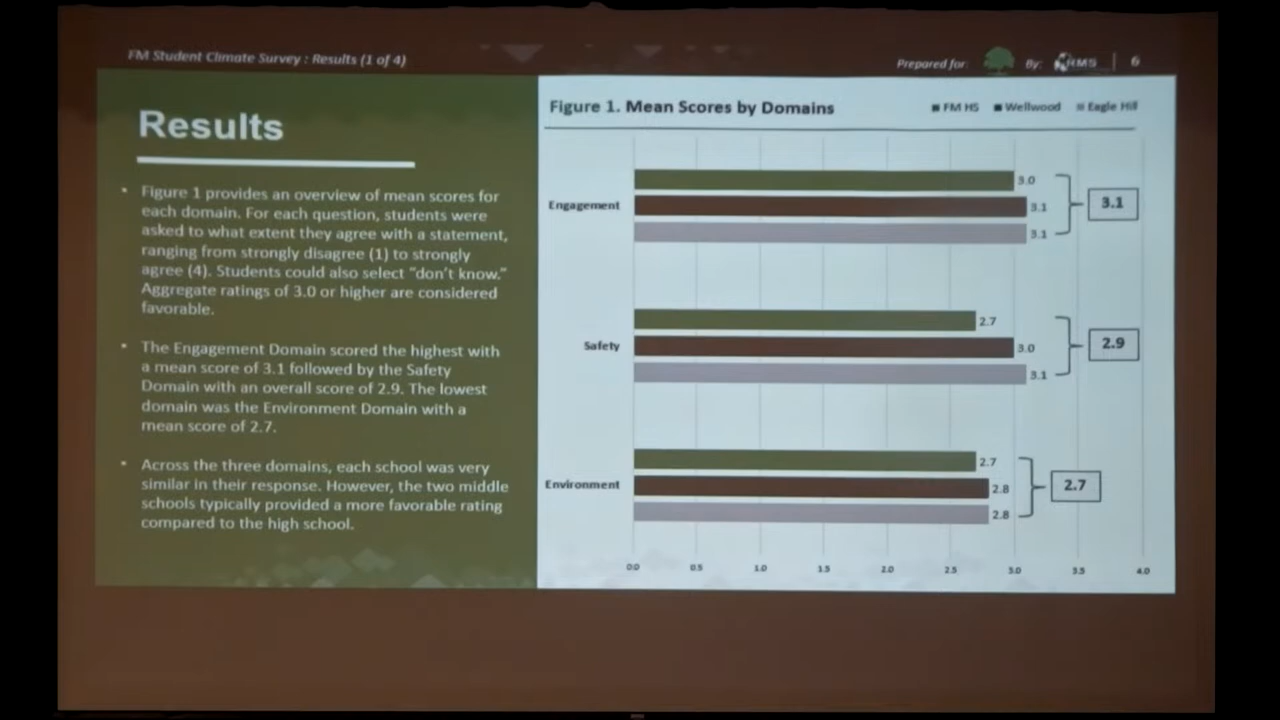 FM Student Climate Survey : Results (1 of 4)
Prepared for: By: RMS | 6
Results
• Figure 1 provides an overview of mean scores for
each domain. For each question, students were
asked to what extent they agree with a statement,
ranging from strongly disagree (1) to strongly
agree (4). Students could also select "don't know."
Aggregate ratings of 3.0 or higher are considered
favorable.
• The Engagement Domain scored the highest with
a mean score of 3.1 followed by the Safety
Domain with an overall score of 2.9. The lowest
domain was the Environment Domain with a
mean score of 2.7.
• Across the three domains, each school was very
similar in their response. However, the two middle
schools typically provided a more favorable rating
compared to the high school.
Figure 1. Mean Scores by Domains
FM HS Wellwood Eagle Hill
3.0
Engagement 3.1 3.1
3.1
2.7
Safety 3.0 2.9
3.1
2.7
Environment 2.8 2.7
2.8
0.0 0.5 1.0 1.5 2.0 2.5 3.0 3.5 4.0